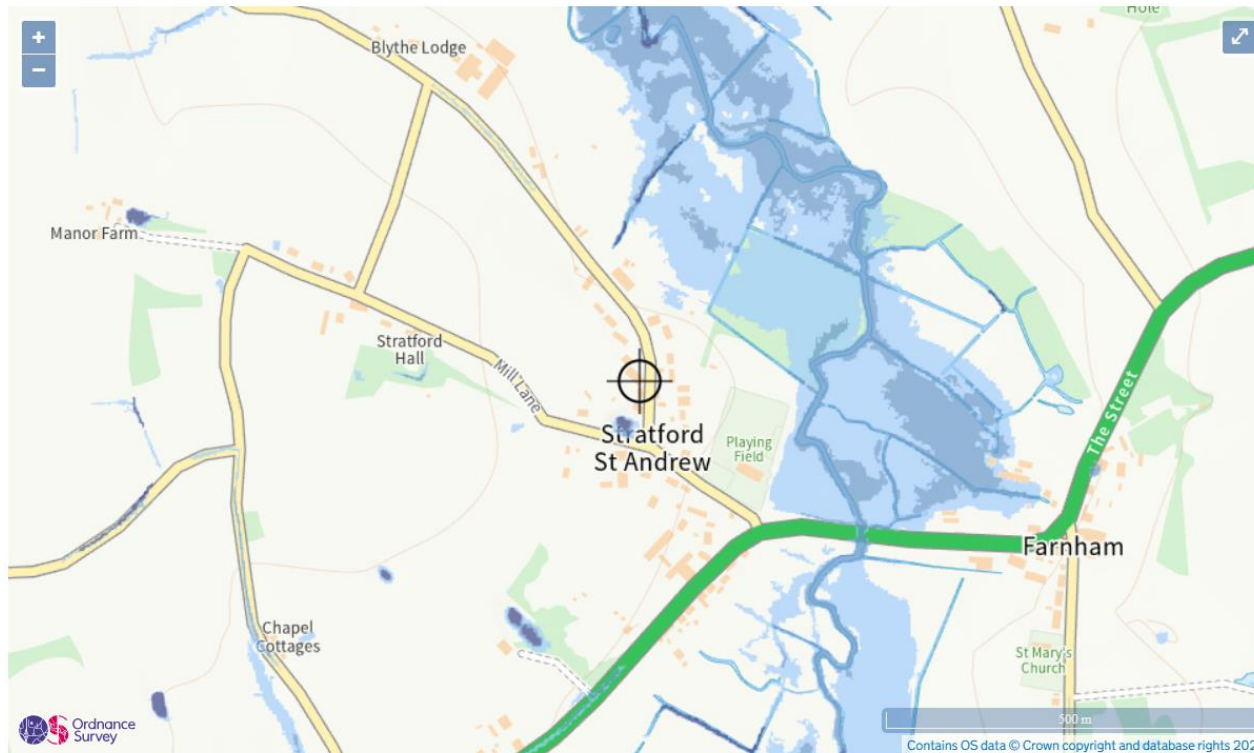 +
−
Hole
Blythe Lodge
Manor Farm
Stratford
Hall
Mill Lane
Stratford
St Andrew
Playing
Field
The Street
Farnham
Chapel
Cottages
St Mary's
Church
Ordnance
Survey
500 m
Contains OS data © Crown copyright and database rights 202